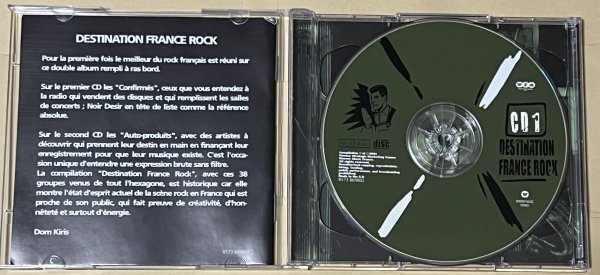 DESTINATION FRANCE ROCK
Pour la première fois le meilleur du rock français est réuni sur
ce double album rempli à ras bord.
Sur le premier CD les "Confirmés", ceux que vous entendez à
la radio qui vendent des disques et qui remplissent les salles
de concerts ; Noir Desir en tête de liste comme la référence
absolue.
Sur le second CD les "Auto-produits", avec des artistes à
découvrir qui prennent leur destin en main en finançant leur
enregistrement pour que leur musique existe. C'est l'occa-
sion unique d'entendre une expression brute sans filtre.
La compilation "Destination France Rock", avec ces 38
groupes venus de tout l'hexagone, est historique car elle
montre l'état d'esprit actuel de la scène rock en France qui est
proche de son public, qui fait preuve de créativité, d'hon-
nêteté et surtout d'énergie.
Dom Kiris
CD 1
DESTINATION
FRANCE ROCK
disc